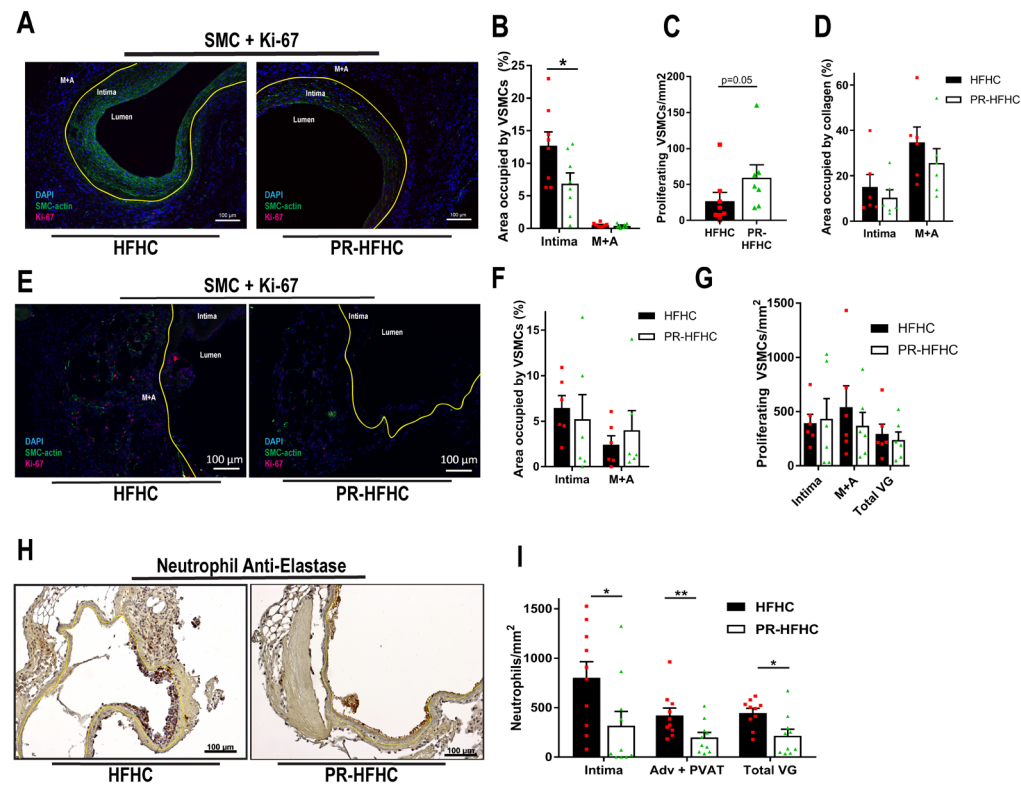 A
SMC + Ki-67
M+A
Intima
Lumen
DAPI
SMC-actin
Ki-67
100 µm
HFHC
M+A
Intima
Lumen
DAPI
SMC-actin
Ki-67
100 µm
PR-HFHC
B
Area occupied by VSMCs (%)
25
20
15
10
5
0
*
Intima
M+A
C
Proliferating VSMCs/mm2
200
150
100
50
0
p=0.05
HFHC
PR-
HFHC
D
Area occupied by collagen (%)
60
40
20
0
HFHC
PR-HFHC
Intima
M+A
E
SMC + Ki-67
Intima
Lumen
M+A
DAPI
SMC-actin
Ki-67
100 µm
HFHC
Intima
Lumen
M+A
DAPI
SMC-actin
Ki-67
100 µm
PR-HFHC
F
Area occupied by VSMCs (%)
15
10
5
0
HFHC
PR-HFHC
Intima
M+A
G
Proliferating VSMCs/mm²
1500
1000
500
0
HFHC
PR-HFHC
Intima
M+A
Total VG
H
Neutrophil Anti-Elastase
100 µm
HFHC
100 µm
PR-HFHC
I
Neutrophils/mm²
1500
1000
500
0
*
**
*
HFHC
PR-HFHC
Intima
Adv + PVAT
Total VG